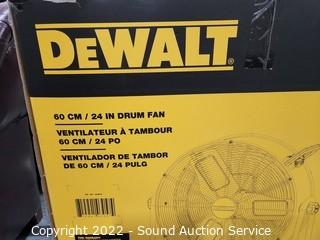 DEWALT®
60 CM / 24 IN DRUM FAN
VENTILATEUR À TAMBOUR
60 CM / 24 PO
VENTILADOR DE TAMBOR
DE 60 CM / 24 PULG
Copyright 2022 - Sound Auction Service